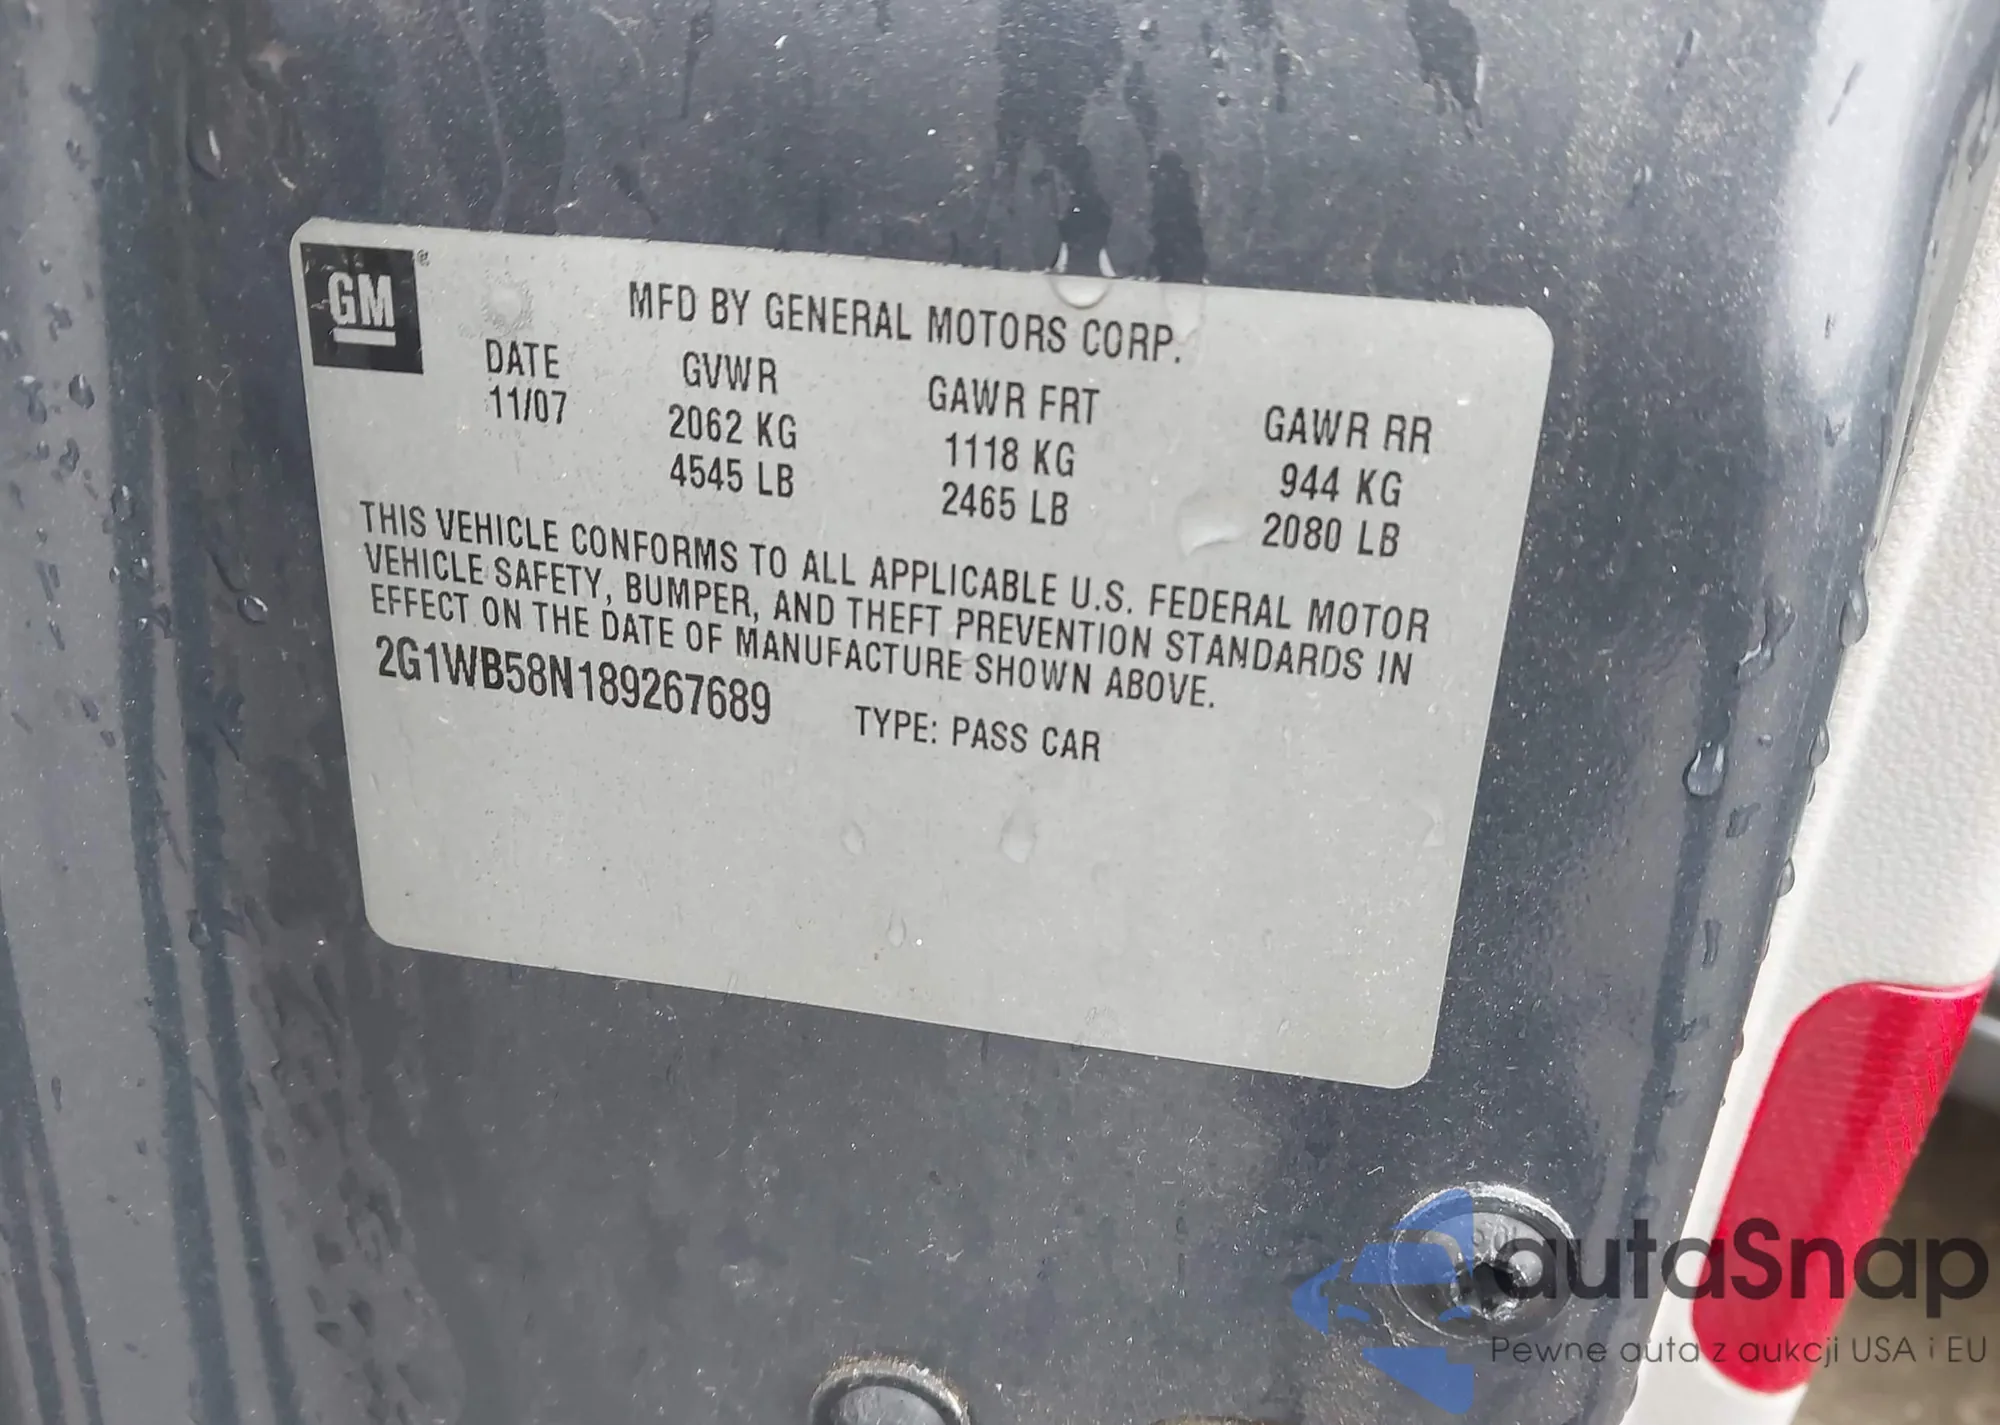 GM®
MFD BY GENERAL MOTORS CORP.
DATE GVWR GAWR FRT GAWR RR
11/07 2062 KG 1118 KG 944 KG
4545 LB 2465 LB 2080 LB
THIS VEHICLE CONFORMS TO ALL APPLICABLE U.S. FEDERAL MOTOR
VEHICLE SAFETY, BUMPER, AND THEFT PREVENTION STANDARDS IN
EFFECT ON THE DATE OF MANUFACTURE SHOWN ABOVE.
2G1WB58N189267689 TYPE: PASS CAR
autaSnap
Pewne auta z aukcji USA i EU